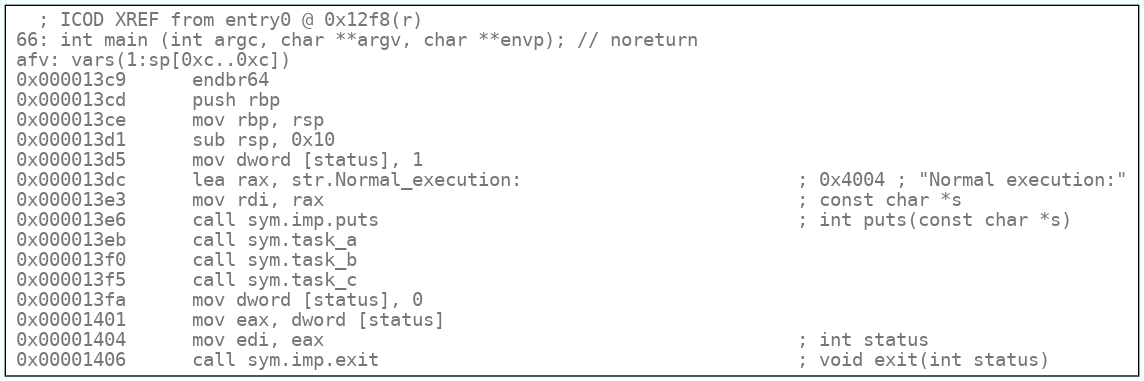 ; ICOD XREF from entry0 @ 0x12f8(r)
66: int main (int argc, char **argv, char **envp); // noreturn
afv: vars(1:sp[0xc..0xc])
0x000013c9      endbr64
0x000013cd      push rbp
0x000013ce      mov rbp, rsp
0x000013d1      sub rsp, 0x10
0x000013d5      mov dword [status], 1
0x000013dc      lea rax, str.Normal_execution:                         ; 0x4004 ; "Normal execution:"
0x000013e3      mov rdi, rax                                           ; const char *s
0x000013e6      call sym.imp.puts                                      ; int puts(const char *s)
0x000013eb      call sym.task_a
0x000013f0      call sym.task_b
0x000013f5      call sym.task_c
0x000013fa      mov dword [status], 0
0x00001401      mov eax, dword [status]
0x00001404      mov edi, eax                                           ; int status
0x00001406      call sym.imp.exit                                      ; void exit(int status)